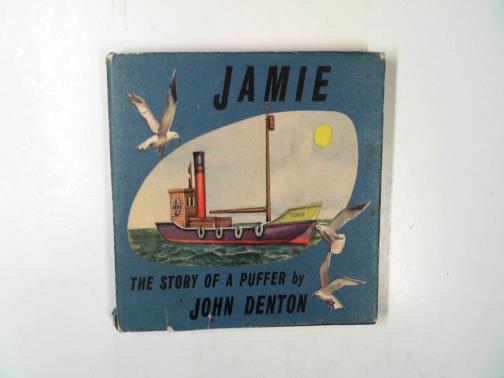 JAMIE
THE STORY OF A PUFFER by
JOHN DENTON